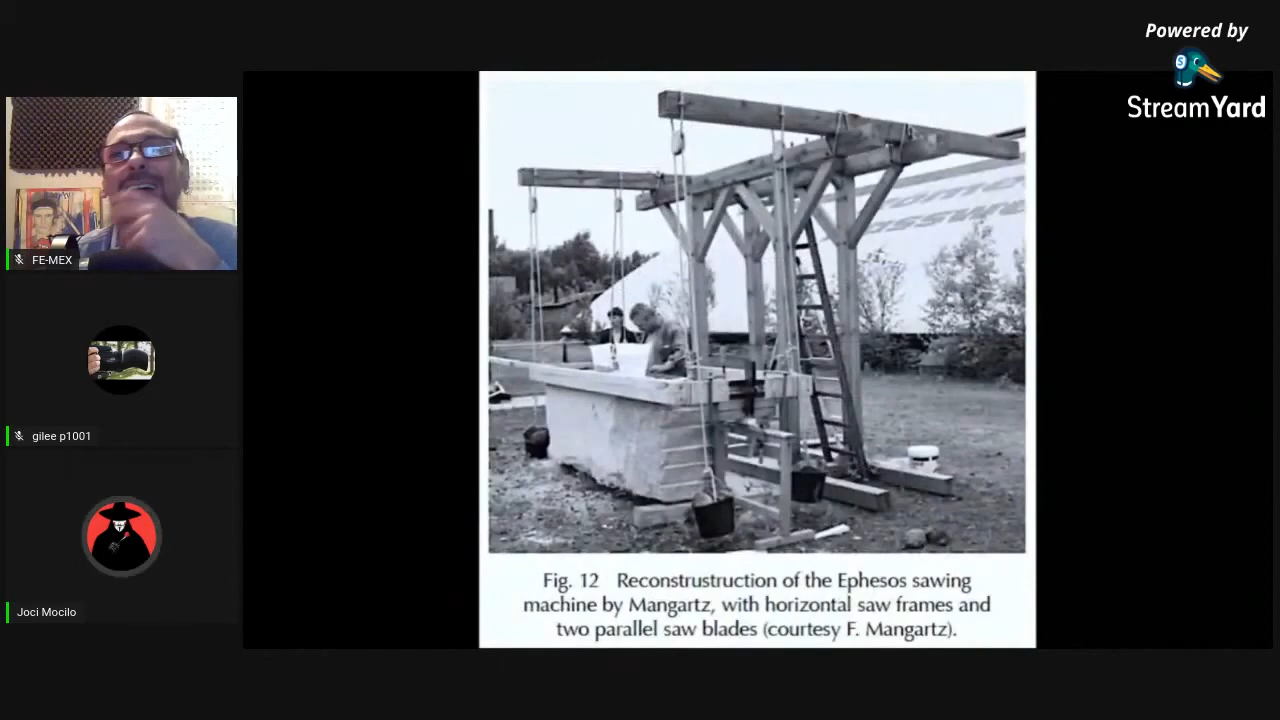 Powered by
StreamYard
FE-MEX
gilee p1001
Joci Mocilo
Fig. 12 Reconstrustruction of the Ephesos sawing
machine by Mangartz, with horizontal saw frames and
two parallel saw blades (courtesy F. Mangartz).